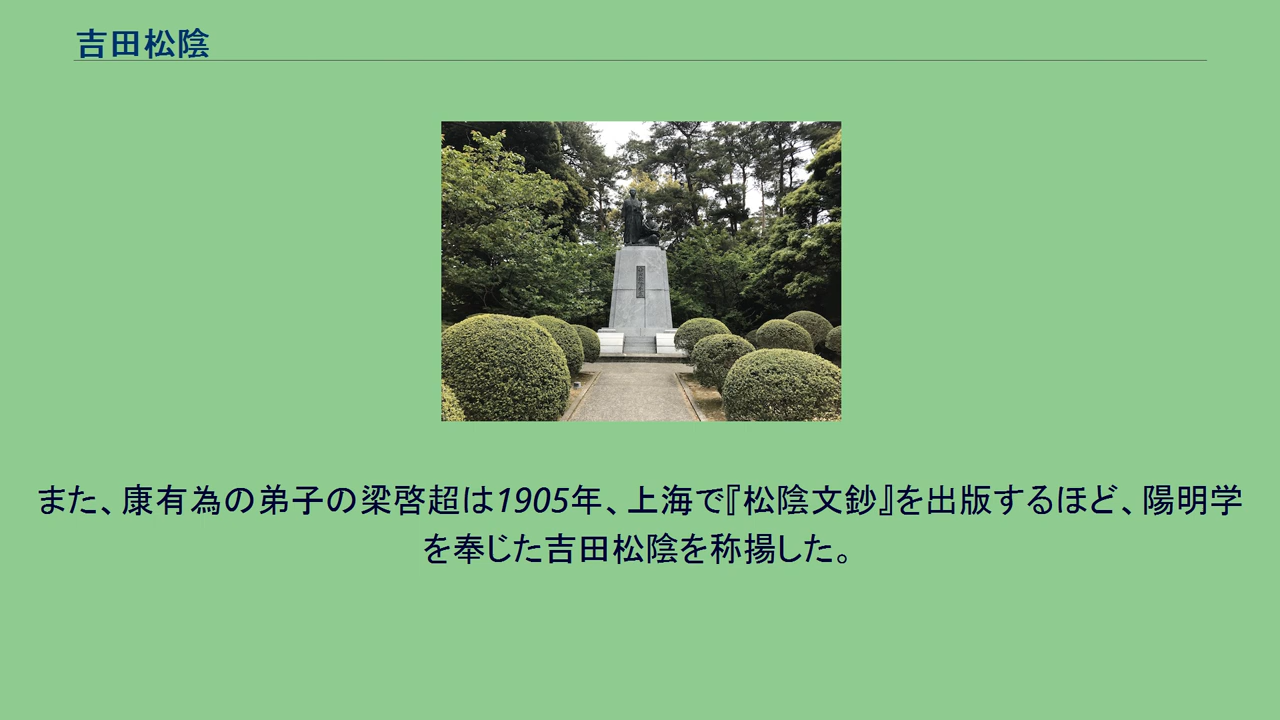 吉田松陰
また、康有為の弟子の梁啓超は1905年、上海で『松陰文鈔』を出版するほど、陽明学
を奉じた吉田松陰を称揚した。